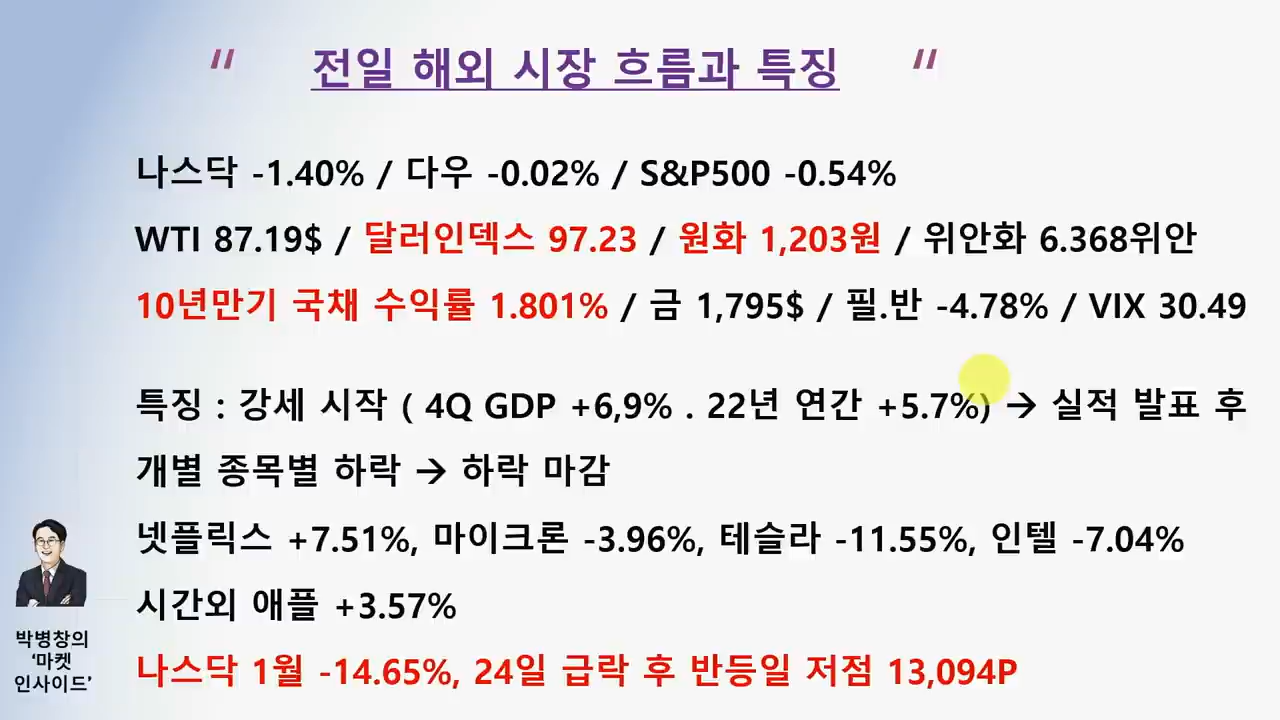 " 전일 해외 시장 흐름과 특징 "
나스닥 -1.40% / 다우 -0.02% / S&P500 -0.54%
WTI 87.19$ / 달러인덱스 97.23 / 원화 1,203원 / 위안화 6.368위안
10년만기 국채 수익률 1.801% / 금 1,795$ / 필.반 -4.78% / VIX 30.49
특징 : 강세 시작 ( 4Q GDP +6,9% . 22년 연간 +5.7%) → 실적 발표 후
개별 종목별 하락 → 하락 마감
넷플릭스 +7.51%, 마이크론 -3.96%, 테슬라 -11.55%, 인텔 -7.04%
시간외 애플 +3.57%
나스닥 1월 -14.65%, 24일 급락 후 반등일 저점 13,094P
박병창의
‘마켓
인사이드’